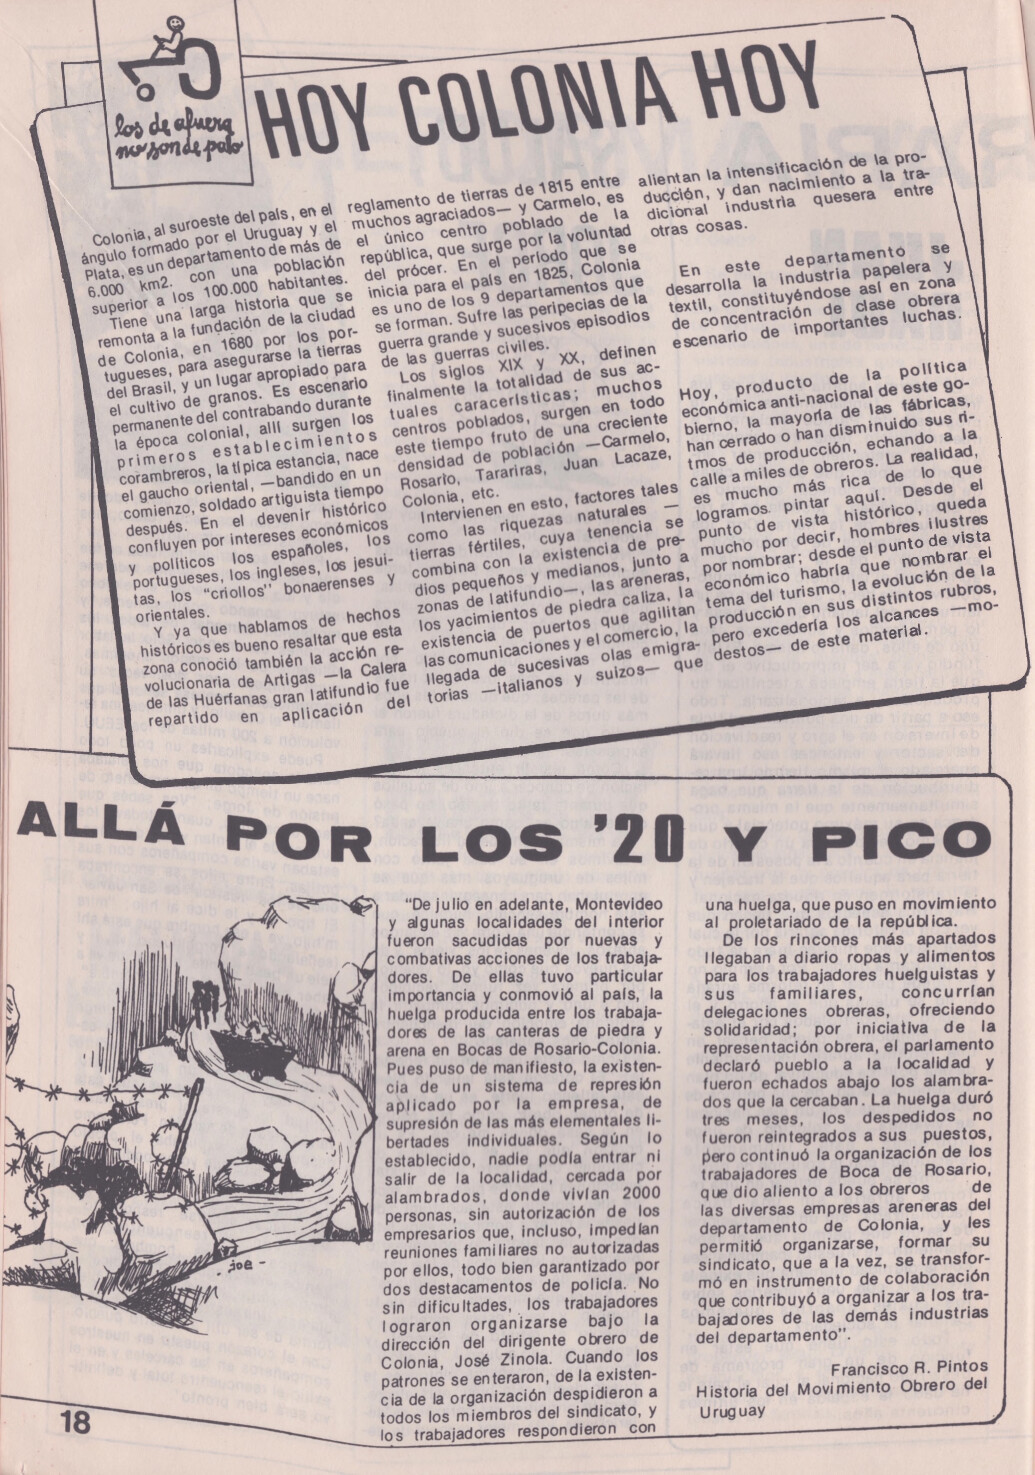 los de afuera
no son de palo
HOY COLONIA HOY
Colonia, al suroeste del país, en el
ángulo formado por el Uruguay y el
Plata, es un departamento de más de
6.000 km2. con una población
superior a los 100.000 habitantes.
Tiene una larga historia que se
remonta a la fundación de la ciudad
de Colonia, en 1680 por los por-
tugueses, para asegurarse la tierras
del Brasil, y un lugar apropiado para
el cultivo de granos. Es escenario
permanente del contrabando durante
la época colonial, allí surgen los
primeros establecimientos
corambreros, la típica estancia, nace
el gaucho oriental, —bandido en un
comienzo, soldado artiguista tiempo
después. En el devenir histórico
confluyen por intereses económicos
y políticos los españoles, los
portugueses, los ingleses, los jesui-
tas, los "criollos" bonaerenses y
orientales.
Y ya que hablamos de hechos
históricos es bueno resaltar que esta
zona conoció también la acción re-
volucionaria de Artigas —la Calera
de las Huérfanas gran latifundio fue
repartido en aplicación del
reglamento de tierras de 1815 entre
muchos agraciados— y Carmelo, es
el único centro poblado de la
república, que surge por la voluntad
del prócer. En el período que se
inicia para el país en 1825, Colonia
es uno de los 9 departamentos que
se forman. Sufre las peripecias de la
guerra grande y sucesivos episodios
de las guerras civiles.
Los siglos XIX y XX, definen
finalmente la totalidad de sus ac-
tuales caracerísticas; muchos
centros poblados, surgen en todo
este tiempo fruto de una creciente
densidad de población —Carmelo,
Rosario, Tarariras, Juan Lacaze,
Colonia, etc.
Intervienen en esto, factores tales
como las riquezas naturales —
tierras fértiles, cuya tenencia se
combina con la existencia de pre-
dios pequeños y medianos, junto a
zonas de latifundio—, las areneras,
los yacimientos de piedra caliza, la
existencia de puertos que agilitan
las comunicaciones y el comercio, la
llegada de sucesivas olas emigra-
torias —italianos y suizos— que
alientan la intensificación de la pro-
ducción, y dan nacimiento a la tra-
dicional industria quesera entre
otras cosas.
En este departamento se
desarrolla la industria papelera y
textil, constituyéndose así en zona
de concentración de clase obrera
escenario de importantes luchas.
Hoy, producto de la política
económica anti-nacional de este go-
bierno, la mayoría de las fábricas,
han cerrado o han disminuido sus ri-
tmos de producción, echando a la
calle a miles de obreros. La realidad,
es mucho más rica de lo que
logramos pintar aquí. Desde el
punto de vista histórico, queda
mucho por decir, hombres ilustres
por nombrar; desde el punto de vista
económico habría que nombrar el
tema del turismo, la evolución de la
producción en sus distintos rubros,
pero excedería los alcances —mo-
destos— de este material.
ALLÁ POR LOS '20 Y PICO
"De julio en adelante, Montevideo
y algunas localidades del interior
fueron sacudidas por nuevas y
combativas acciones de los trabaja-
dores. De ellas tuvo particular
importancia y conmovió al país, la
huelga producida entre los trabaja-
dores de las canteras de piedra y
arena en Bocas de Rosario-Colonia.
Pues puso de manifiesto, la existen-
cia de un sistema de represión
aplicado por la empresa, de
supresión de las más elementales li-
bertades individuales. Según lo
establecido, nadie podía entrar ni
salir de la localidad, cercada por
alambrados, donde vivían 2000
personas, sin autorización de los
empresarios que, incluso, impedían
reuniones familiares no autorizadas
por ellos, todo bien garantizado por
dos destacamentos de policía. No
sin dificultades, los trabajadores
lograron organizarse bajo la
dirección del dirigente obrero de
Colonia, José Zinola. Cuando los
patrones se enteraron, de la existen-
cia de la organización despidieron a
todos los miembros del sindicato, y
los trabajadores respondieron con
una huelga, que puso en movimiento
al proletariado de la república.
De los rincones más apartados
llegaban a diario ropas y alimentos
para los trabajadores huelguistas y
sus familiares, concurrían
delegaciones obreras, ofreciendo
solidaridad; por iniciativa de la
representación obrera, el parlamento
declaró pueblo a la localidad y
fueron echados abajo los alambra-
dos que la cercaban. La huelga duró
tres meses, los despedidos no
fueron reintegrados a sus puestos,
pero continuó la organización de los
trabajadores de Boca de Rosario,
que dio aliento a los obreros de
las diversas empresas areneras del
departamento de Colonia, y les
permitió organizarse, formar su
sindicato, que a la vez, se transfor-
mó en instrumento de colaboración
que contribuyó a organizar a los tra-
bajadores de las demás industrias
del departamento".
Francisco R. Pintos
Historia del Movimiento Obrero del
Uruguay
joe
18